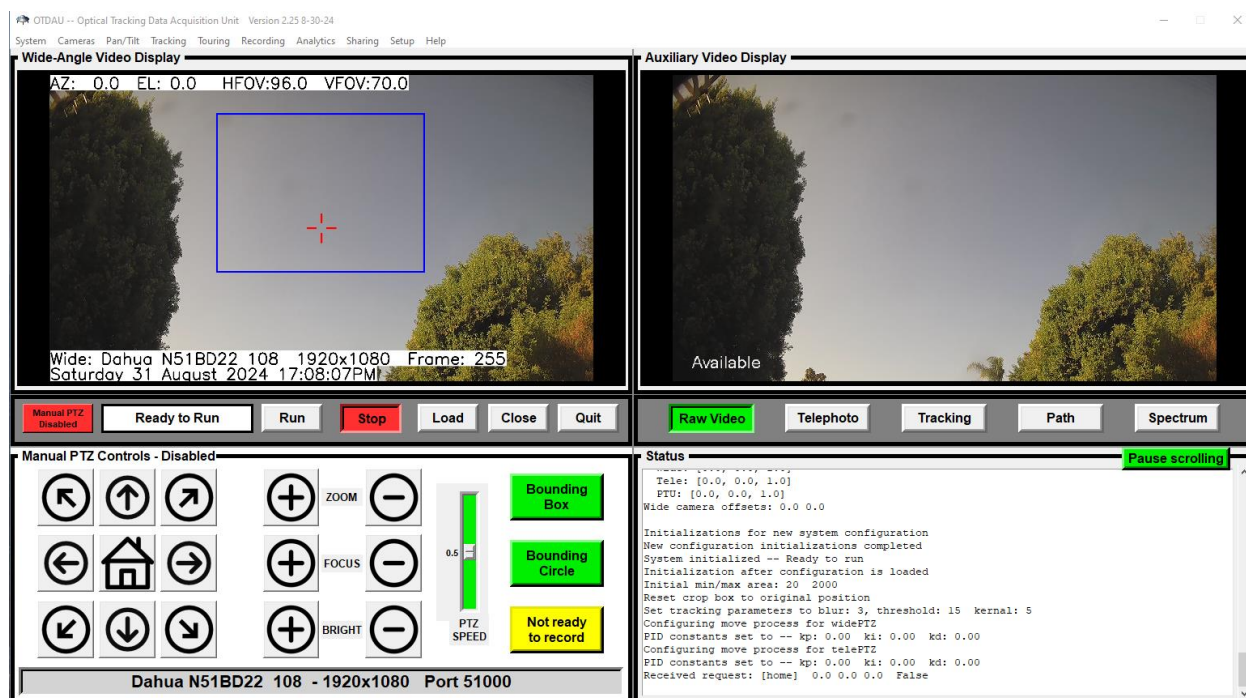 OTDAU -- Optical Tracking Data Acquisition Unit Version 2.25 8-30-24
System Cameras Pan/Tilt Tracking Touring Recording Analytics Sharing Setup Help
Wide-Angle Video Display
AZ: 0.0 EL: 0.0 HFOV:96.0 VFOV:70.0
Wide: Dahua N51BD22 108 1920x1080 Frame: 255
Saturday 31 August 2024 17:08:07PM
Auxiliary Video Display
Available
Manual PTZ
Disabled
Ready to Run
Run
Stop
Load
Close
Quit
Raw Video
Telephoto
Tracking
Path
Spectrum
Manual PTZ Controls - Disabled
ZOOM
FOCUS
BRIGHT
0.5
PTZ
SPEED
Bounding
Box
Bounding
Circle
Not ready
to record
Dahua N51BD22 108 - 1920x1080 Port 51000
Status
Pause scrolling
Tele: [0.0, 0.0, 1.0]
PTU: [0.0, 0.0, 1.0]
Wide camera offsets: 0.0 0.0
Initializations for new system configuration
New configuration initializations completed
System initialized -- Ready to run
Initialization after configuration is loaded
Initial min/max area: 20 2000
Reset crop box to original position
Set tracking parameters to blur: 3, threshold: 15 kernal: 5
Configuring move process for widePTZ
PID constants set to -- kp: 0.00 ki: 0.00 kd: 0.00
Configuring move process for telePTZ
PID constants set to -- kp: 0.00 ki: 0.00 kd: 0.00
Received request: [home] 0.0 0.0 0.0 False